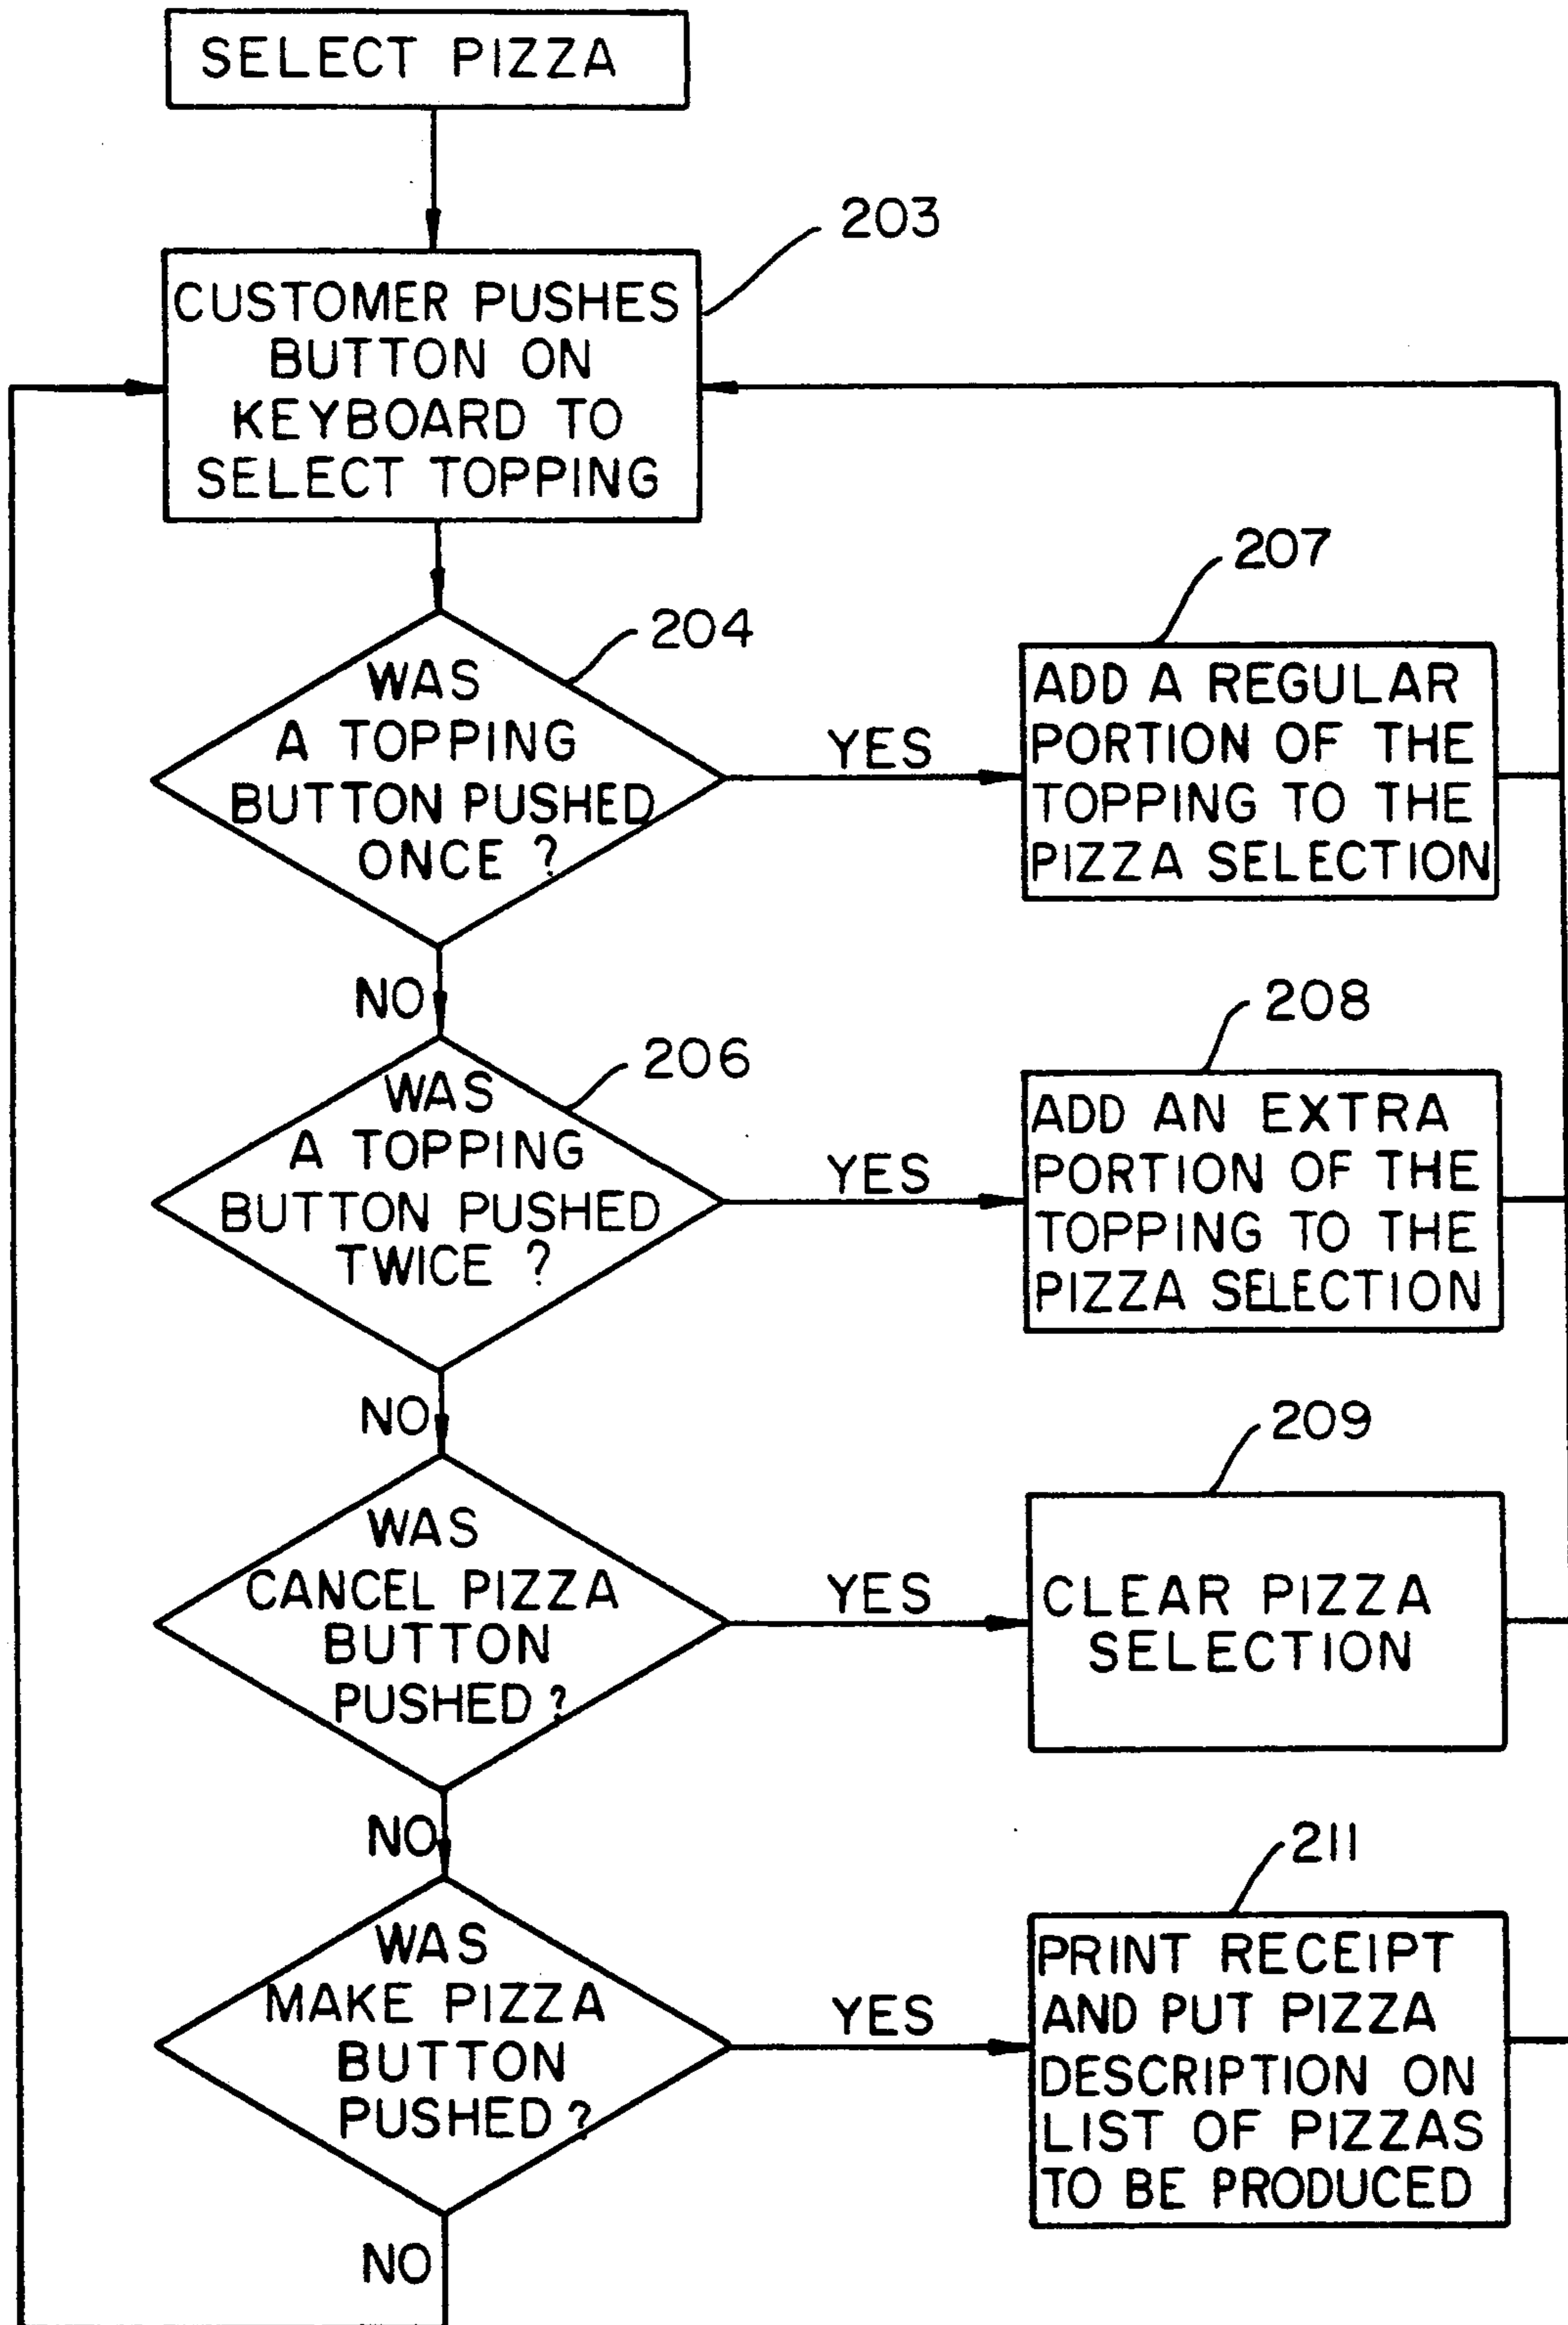 SELECT PIZZA
203
CUSTOMER PUSHES
BUTTON ON
KEYBOARD TO
SELECT TOPPING
204
WAS
A TOPPING
BUTTON PUSHED
ONCE ?
YES
207
ADD A REGULAR
PORTION OF THE
TOPPING TO THE
PIZZA SELECTION
NO
206
WAS
A TOPPING
BUTTON PUSHED
TWICE ?
YES
208
ADD AN EXTRA
PORTION OF THE
TOPPING TO THE
PIZZA SELECTION
NO
WAS
CANCEL PIZZA
BUTTON
PUSHED ?
YES
209
CLEAR PIZZA
SELECTION
NO
WAS
MAKE PIZZA
BUTTON
PUSHED ?
YES
211
PRINT RECEIPT
AND PUT PIZZA
DESCRIPTION ON
LIST OF PIZZAS
TO BE PRODUCED
NO